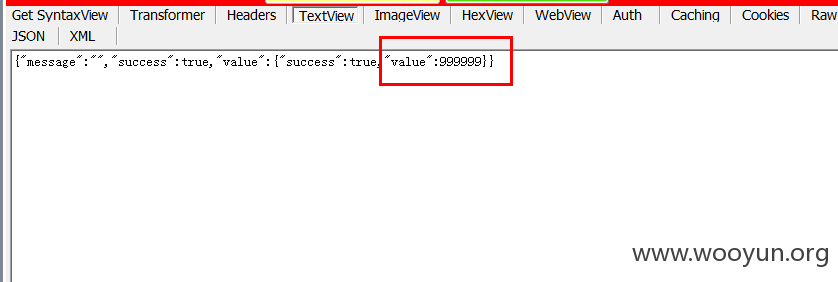 Get SyntaxView Transformer Headers TextView ImageView HexView WebView Auth Caching Cookies Raw
JSON XML
{"message":"","success":true,"value":{"success":true,"value":999999}}
www.wooyun.org